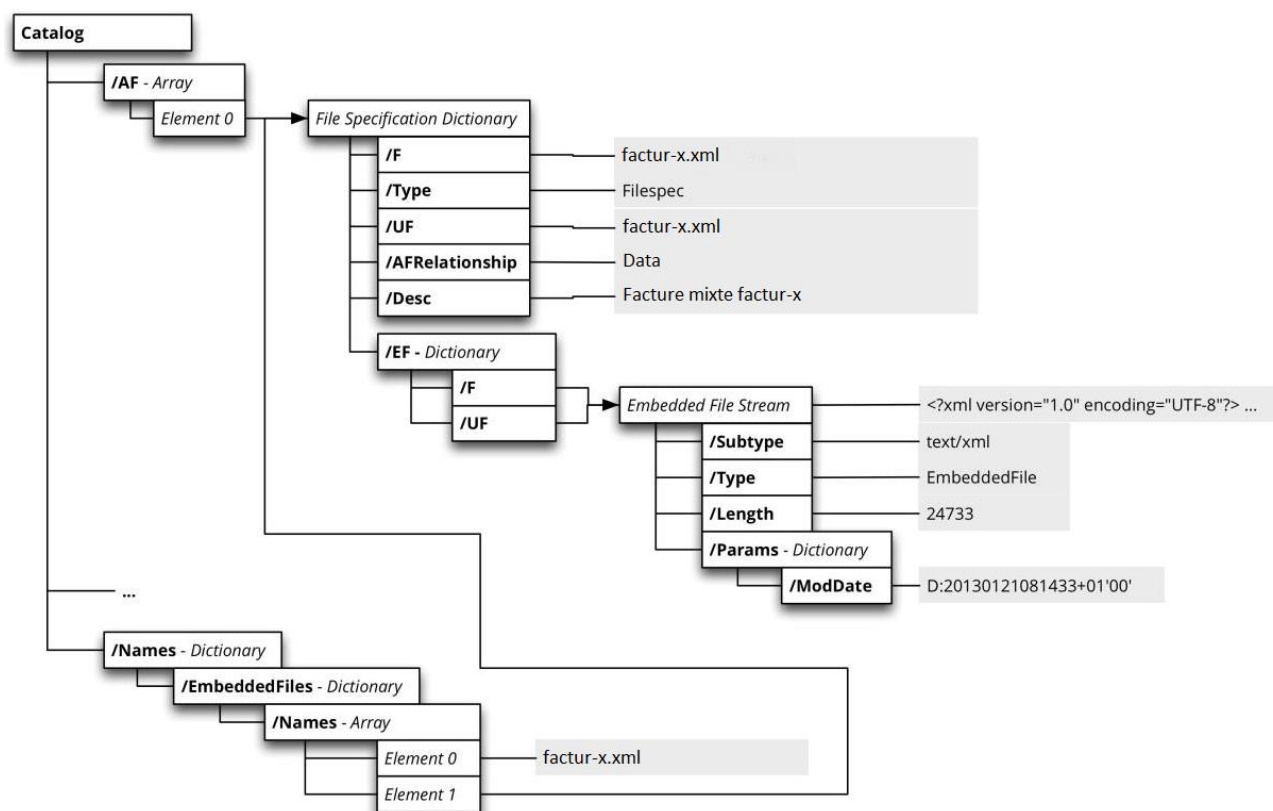 Catalog
/AF - Array
Element 0
File Specification Dictionary
/F factur-x.xml
/Type Filespec
/UF factur-x.xml
/AFRelationship Data
/Desc Facture mixte factur-x
/EF - Dictionary
/F
/UF
Embedded File Stream <?xml version="1.0" encoding="UTF-8"?> ...
/Subtype text/xml
/Type EmbeddedFile
/Length 24733
/Params - Dictionary
/ModDate D:20130121081433+01'00'
...
/Names - Dictionary
/EmbeddedFiles - Dictionary
/Names - Array
Element 0 factur-x.xml
Element 1